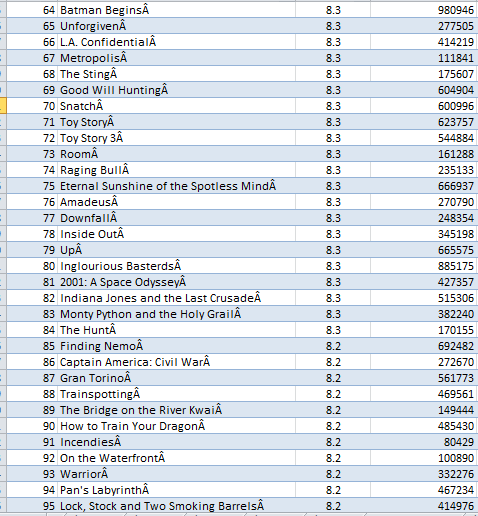 64 Batman BeginsÂ 8.3 980946
65 UnforgivenÂ 8.3 277505
66 L.A. ConfidentialÂ 8.3 414219
67 MetropolisÂ 8.3 111841
68 The StingÂ 8.3 175607
69 Good Will HuntingÂ 8.3 604904
70 SnatchÂ 8.3 600996
71 Toy StoryÂ 8.3 623757
72 Toy Story 3Â 8.3 544884
73 RoomÂ 8.3 161288
74 Raging BullÂ 8.3 235133
75 Eternal Sunshine of the Spotless MindÂ 8.3 666937
76 AmadeusÂ 8.3 270790
77 DownfallÂ 8.3 248354
78 Inside OutÂ 8.3 345198
79 UpÂ 8.3 665575
80 Inglourious BasterdsÂ 8.3 885175
81 2001: A Space OdysseyÂ 8.3 427357
82 Indiana Jones and the Last CrusadeÂ 8.3 515306
83 Monty Python and the Holy GrailÂ 8.3 382240
84 The HuntÂ 8.3 170155
85 Finding NemoÂ 8.2 692482
86 Captain America: Civil WarÂ 8.2 272670
87 Gran TorinoÂ 8.2 561773
88 TrainspottingÂ 8.2 469561
89 The Bridge on the River KwaiÂ 8.2 149444
90 How to Train Your DragonÂ 8.2 485430
91 IncendiesÂ 8.2 80429
92 On the WaterfrontÂ 8.2 100890
93 WarriorÂ 8.2 332276
94 Pan's LabyrinthÂ 8.2 467234
95 Lock, Stock and Two Smoking BarrelsÂ 8.2 414976